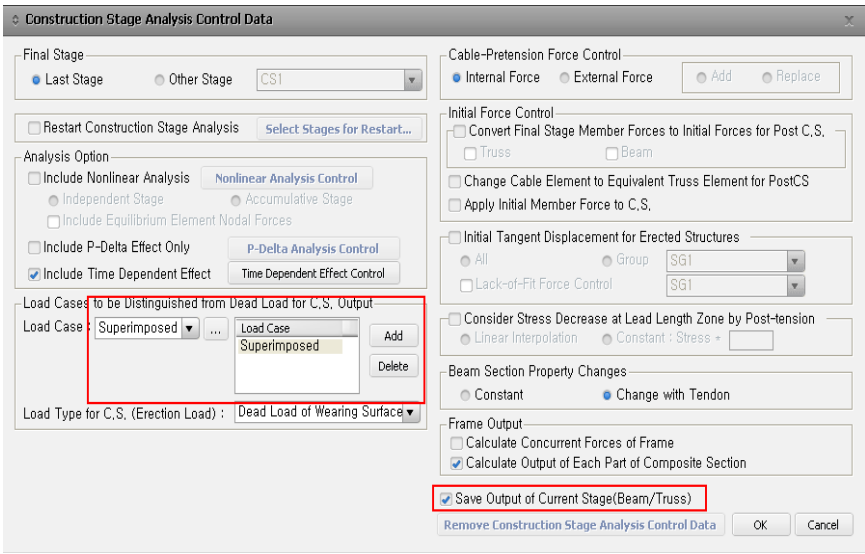 Construction Stage Analysis Control Data
Final Stage
Last Stage
Other Stage
CS1
Restart Construction Stage Analysis
Select Stages for Restart...
Analysis Option
Include Nonlinear Analysis
Nonlinear Analysis Control
Independent Stage
Accumulative Stage
Include Equilibrium Element Nodal Forces
Include P-Delta Effect Only
P-Delta Analysis Control
Include Time Dependent Effect
Time Dependent Effect Control
Load Cases to be Distinguished from Dead Load for C.S. Output
Load Case :
Superimposed
...
Load Case
Superimposed
Add
Delete
Load Type for C.S. (Erection Load) :
Dead Load of Wearing Surface
Cable-Pretension Force Control
Internal Force
External Force
Add
Replace
Initial Force Control
Convert Final Stage Member Forces to Initial Forces for Post C.S.
Truss
Beam
Change Cable Element to Equivalent Truss Element for PostCS
Apply Initial Member Force to C.S.
Initial Tangent Displacement for Erected Structures
All
Group
SG1
Lack-of-Fit Force Control
SG1
Consider Stress Decrease at Lead Length Zone by Post-tension
Linear Interpolation
Constant : Stress *
Beam Section Property Changes
Constant
Change with Tendon
Frame Output
Calculate Concurrent Forces of Frame
Calculate Output of Each Part of Composite Section
Save Output of Current Stage(Beam/Truss)
Remove Construction Stage Analysis Control Data
OK
Cancel